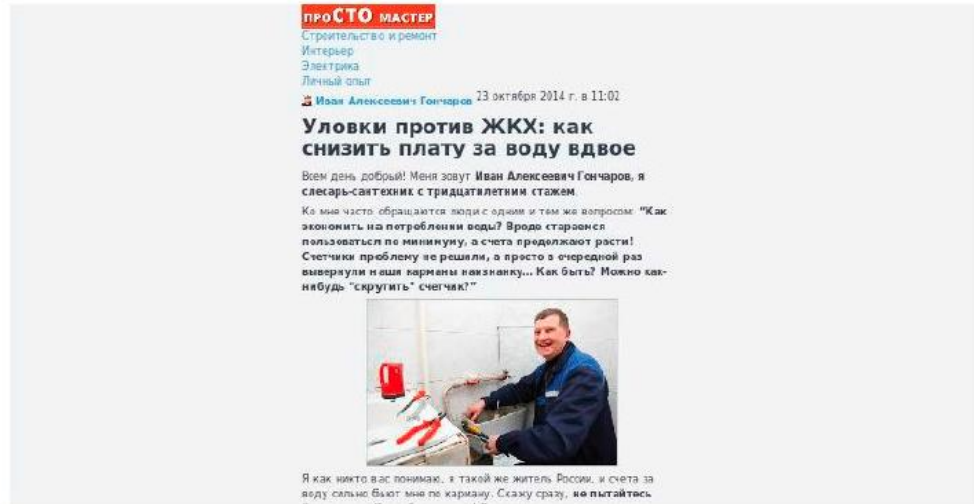 проСТО МАСТЕР
Строительство и ремонт
Интерьер
Электрика
Личный опыт
Иван Алексеевич Гончаров 23 октября 2014 г. в 11:02
Уловки против ЖКХ: как
снизить плату за воду вдвое
Всем день добрый! Меня зовут Иван Алексеевич Гончаров, я
слесарь-сантехник с тридцатилетним стажем.
Ко мне часто обращаются люди с одним и тем же вопросом: "Как
экономить на потреблении воды? Вроде стараемся
пользоваться по минимуму, а счета продолжают расти!
Счетчики проблему не решили, а просто в очередной раз
вывернули наши карманы наизнанку... Как быть? Можно как-
нибудь "скрутить" счетчик?"
Я как никто вас понимаю, я такой же житель России, и счета за
воду сильно бьют мне по карману. Скажу сразу, не пытайтесь